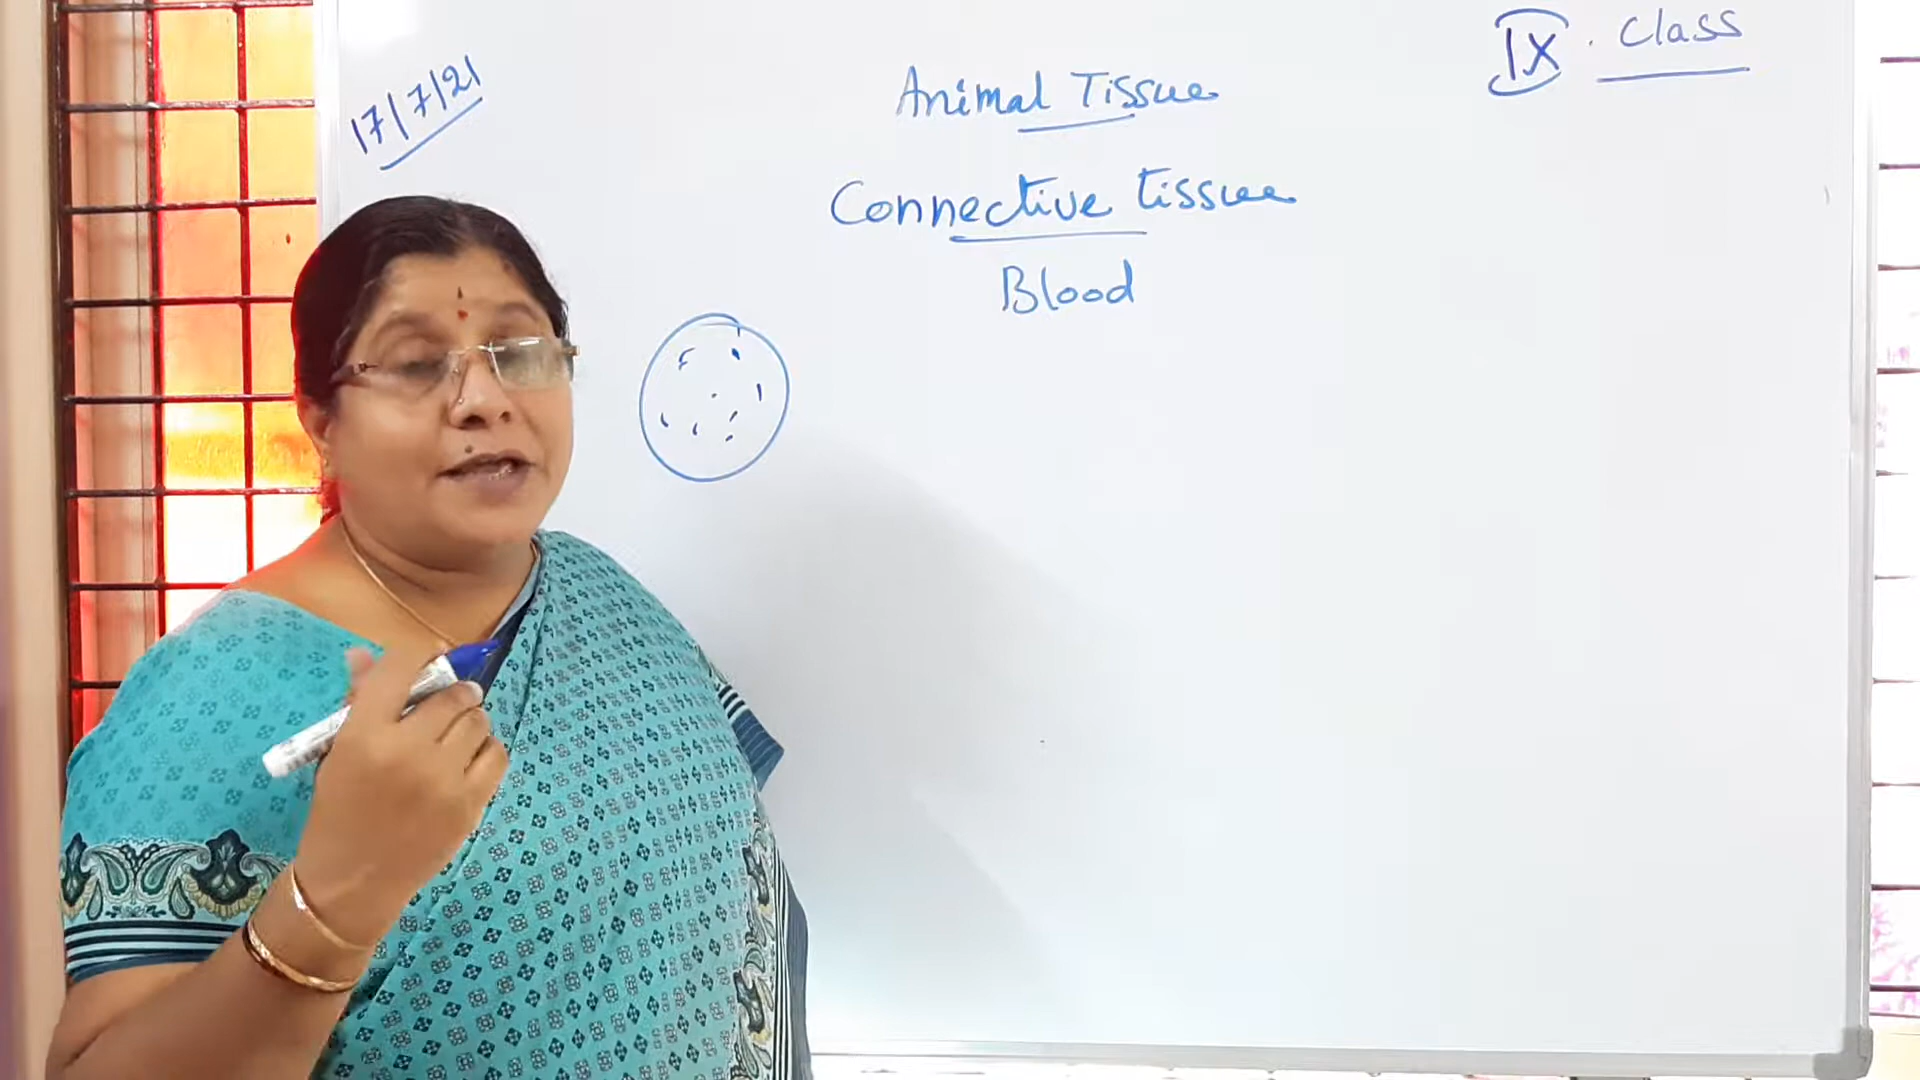 17/7/21
IX. Class
Animal Tissue
Connective tissue
Blood